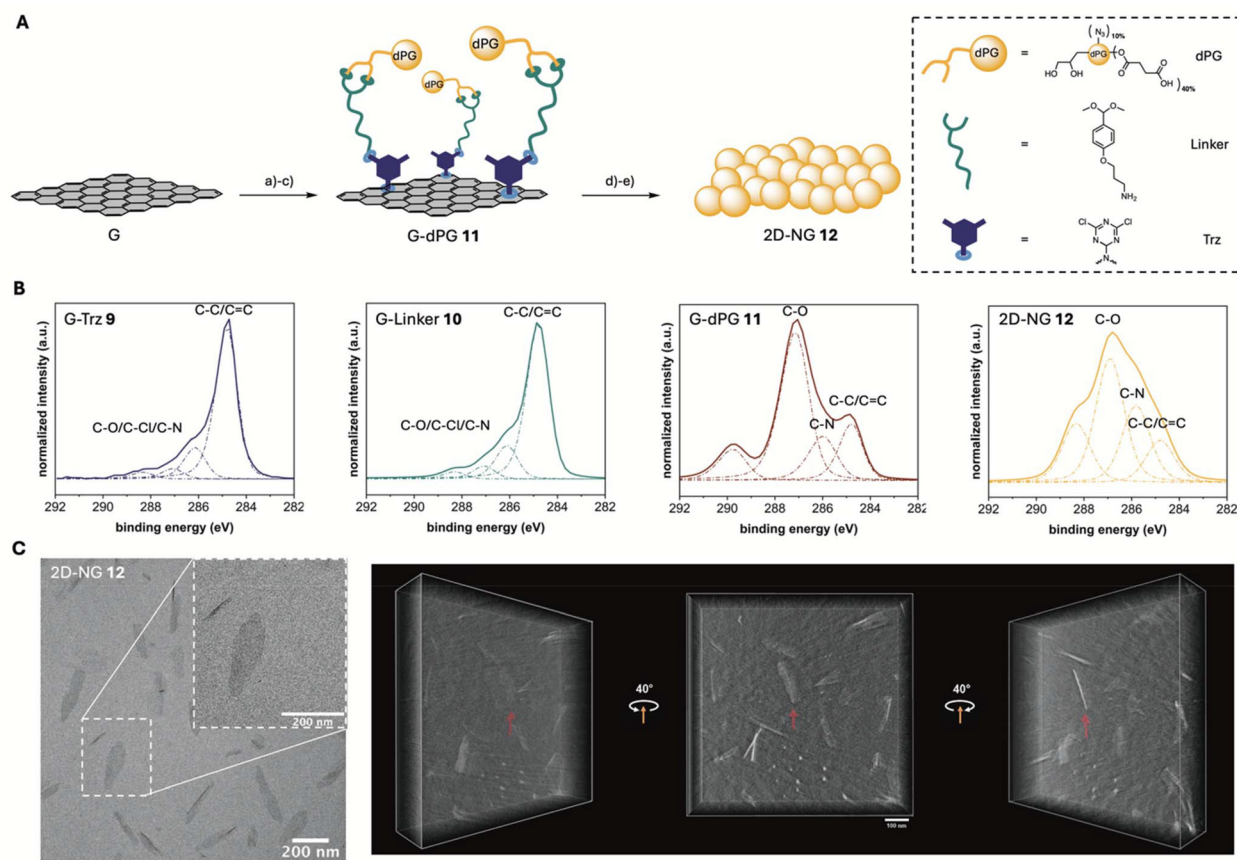 A
dPG
dPG
dPG
G
a)-c)
G-dPG 11
d)-e)
2D-NG 12
dPG
=
(N₃)10%
dPG
HO
OH
O
O
O
OH
)40%
dPG
=
O
O
O
NH₂
Linker
=
Cl
N
Cl
N
N
N
Trz
B
G-Trz 9
C-C/C=C
C-O/C-Cl/C-N
normalized intensity (a.u.)
292 290 288 286 284 282
binding energy (eV)
G-Linker 10
C-C/C=C
C-O/C-Cl/C-N
normalized intensity (a.u.)
292 290 288 286 284 282
binding energy (eV)
G-dPG 11
C-O
C-C/C=C
C-N
normalized intensity (a.u.)
292 290 288 286 284 282
binding energy (eV)
2D-NG 12
C-O
C-N
C-C/C=C
normalized intensity (a.u.)
292 290 288 286 284 282
binding energy (eV)
C
2D-NG 12
200 nm
200 nm
40°
40°
100 nm